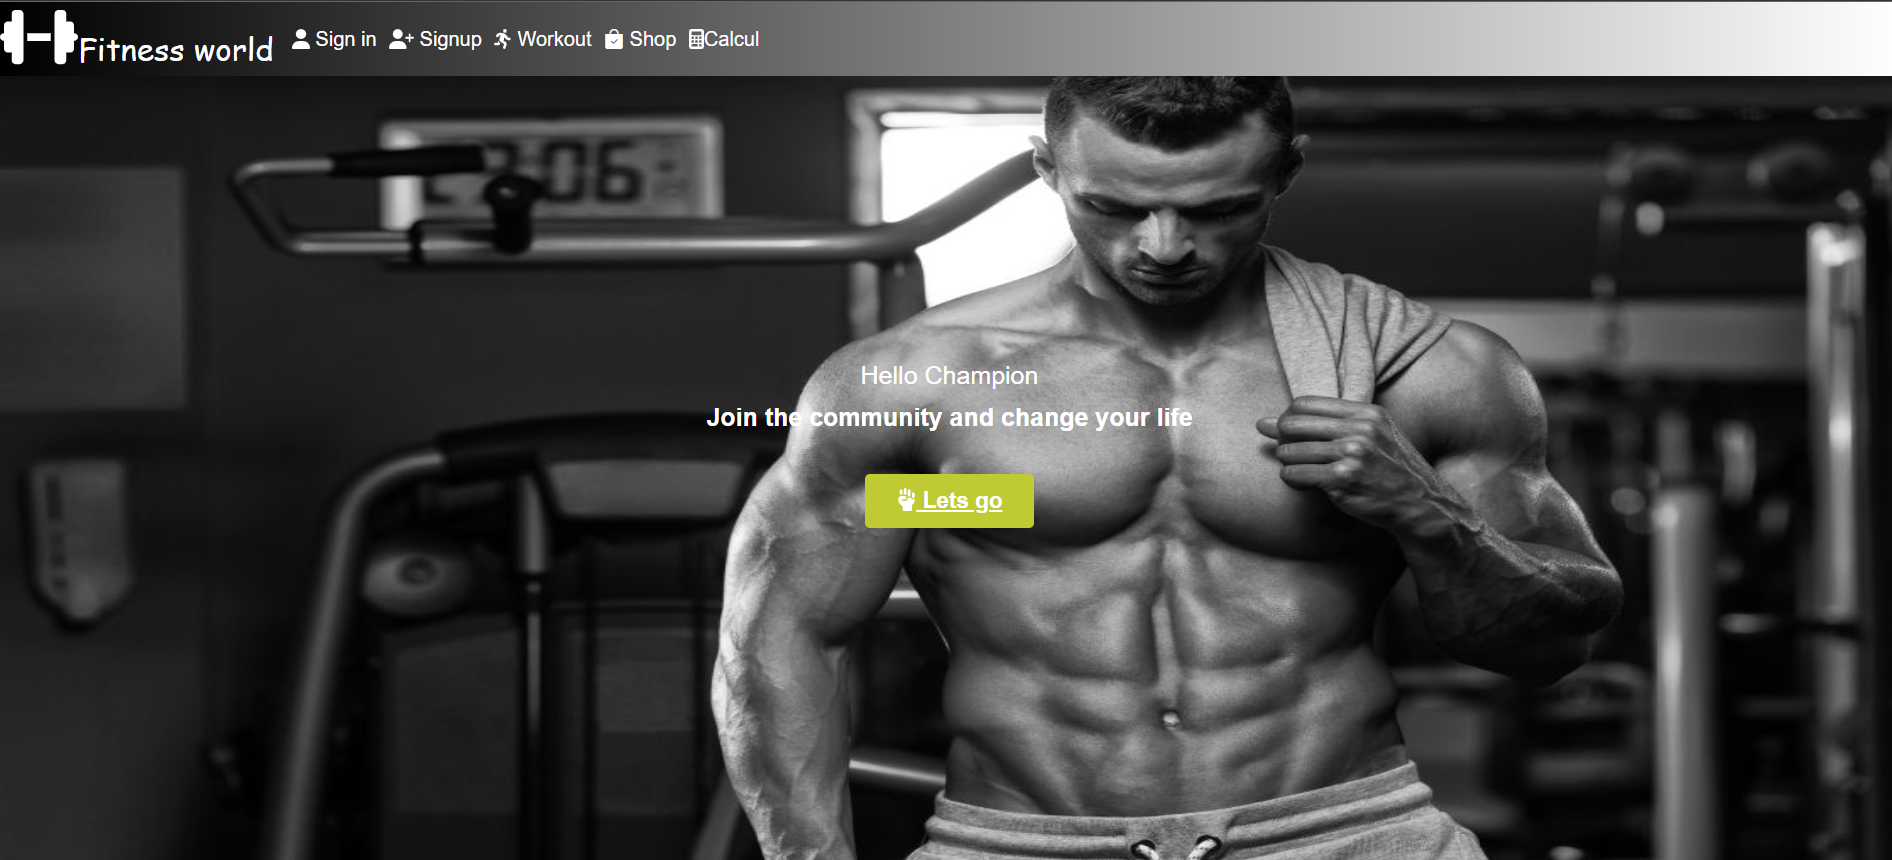 Fitness world Sign in Signup Workout Shop Calcul
Hello Champion
Join the community and change your life
Lets go